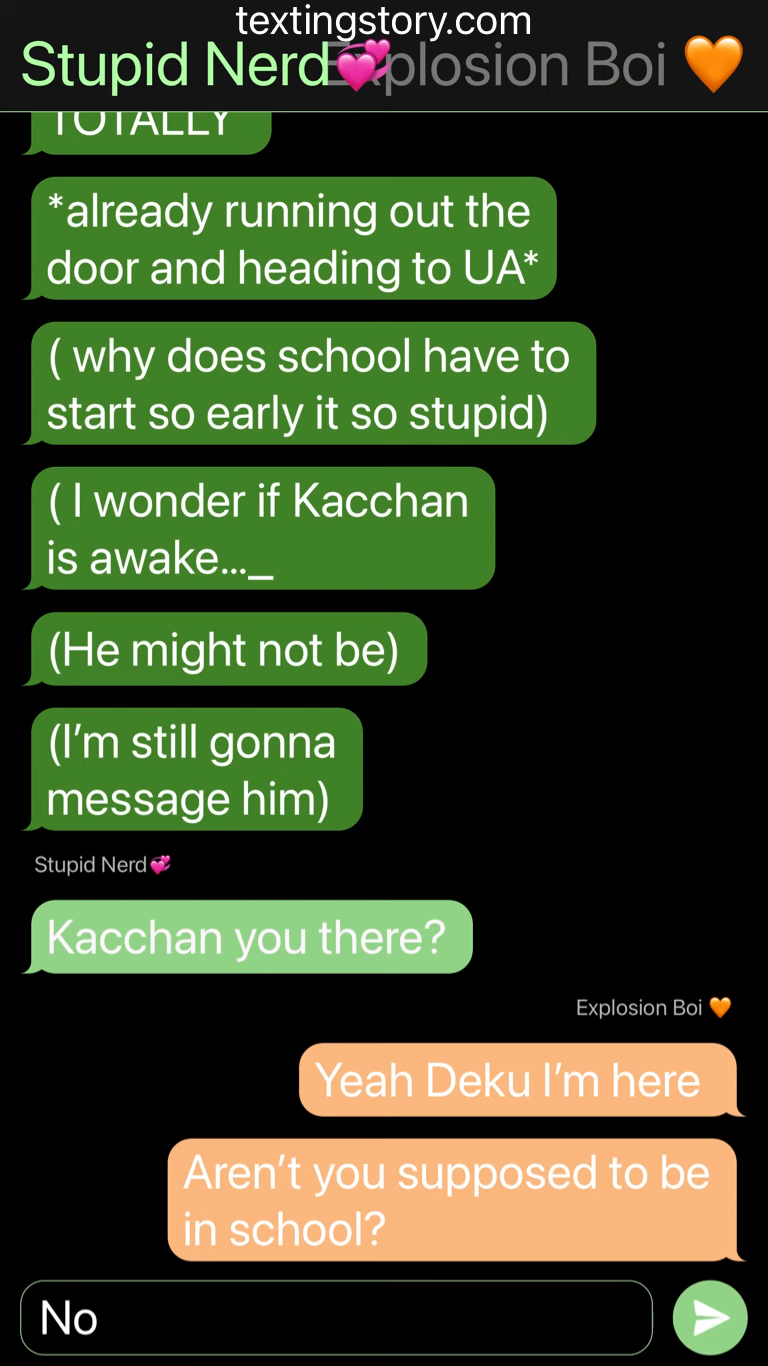 textingstory.com
Stupid Nerd💞Explosion Boi 🧡
TOTALLY
*already running out the
door and heading to UA*
( why does school have to
start so early it so stupid)
( I wonder if Kacchan
is awake..._
(He might not be)
(I’m still gonna
message him)
Stupid Nerd💞
Kacchan you there?
Explosion Boi 🧡
Yeah Deku I’m here
Aren’t you supposed to be
in school?
No